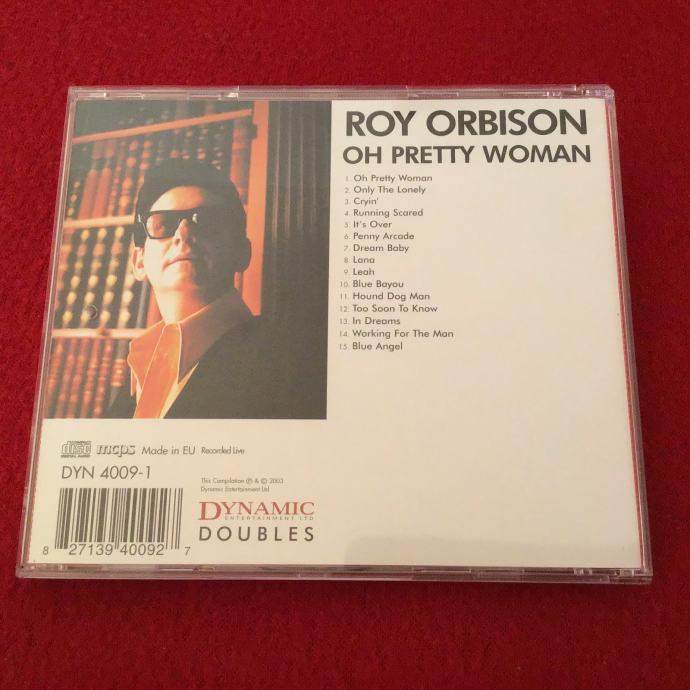 ROY ORBISON
OH PRETTY WOMAN
1. Oh Pretty Woman
2. Only The Lonely
3. Cryin'
4. Running Scared
5. It's Over
6. Penny Arcade
7. Dream Baby
8. Lana
9. Leah
10. Blue Bayou
11. Hound Dog Man
12. Too Soon To Know
13. In Dreams
14. Working For The Man
15. Blue Angel
COMPACT disc DIGITAL AUDIO mcps Made in EU Recorded Live
DYN 4009-1
This Compilation ℗ & © 2003
Dynamic Entertainment Ltd
DYNAMIC
ENTERTAINMENT LTD
DOUBLES
8 27139 40092 7